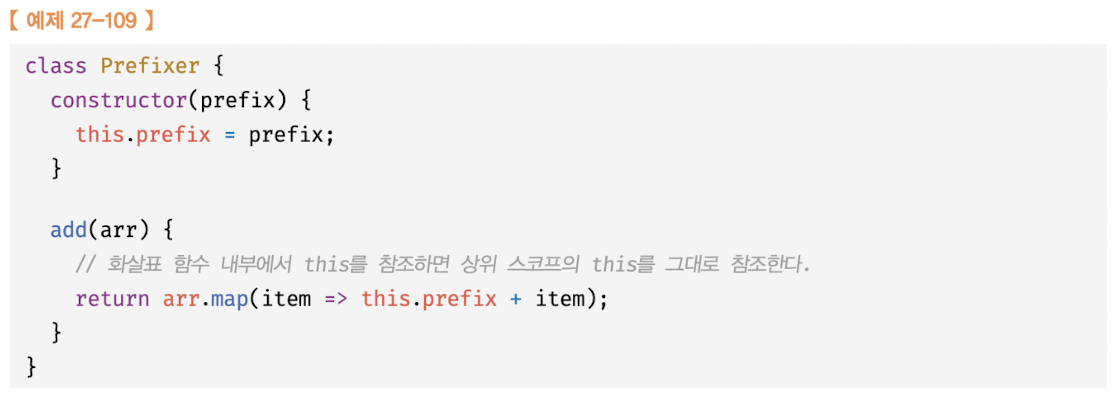 【 예제 27-109 】
class Prefixer {
  constructor(prefix) {
    this.prefix = prefix;
  }

  add(arr) {
    // 화살표 함수 내부에서 this를 참조하면 상위 스코프의 this를 그대로 참조한다.
    return arr.map(item => this.prefix + item);
  }
}